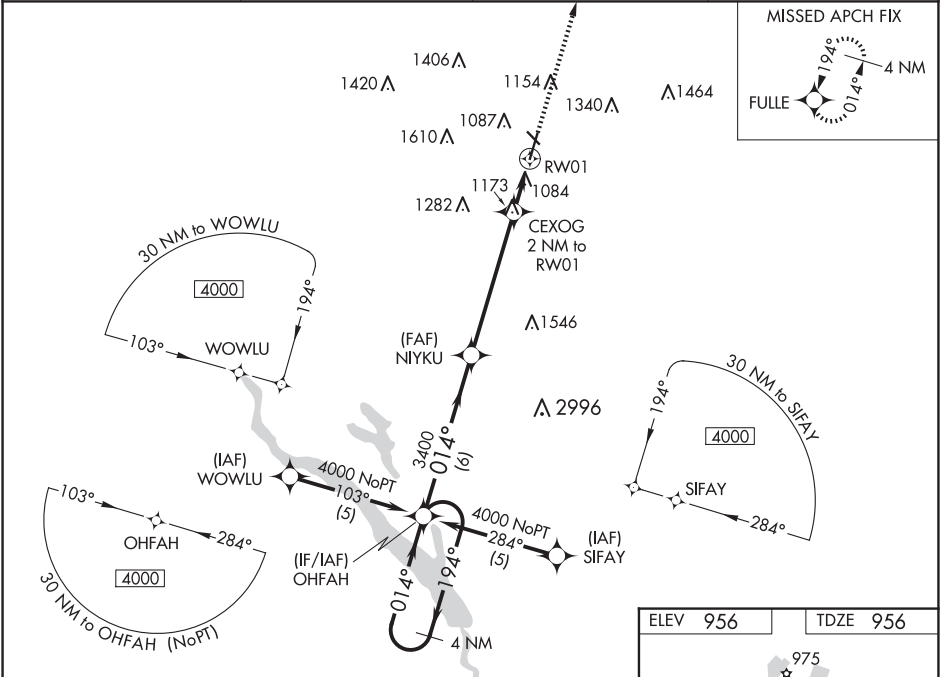 MISSED APCH FIX
194°
4 NM
FULLE
014°
1406
1420
1154
1340
1464
1087
1610
RW01
1173
1084
1282
CEXOG
2 NM to
RW01
30 NM to WOWLU
4000
194°
103°
WOWLU
1546
(FAF)
NIYKU
2996
30 NM to SIFAY
194°
4000
SIFAY
284°
3400
014°
(6)
(IAF)
WOWLU
4000 NoPT
103°
(5)
4000 NoPT
284°
(5)
(IAF)
SIFAY
103°
OHFAH
284°
4000
30 NM to OHFAH (NoPT)
(IF/IAF)
OHFAH
014°
194°
4 NM
ELEV 956
TDZE 956
975